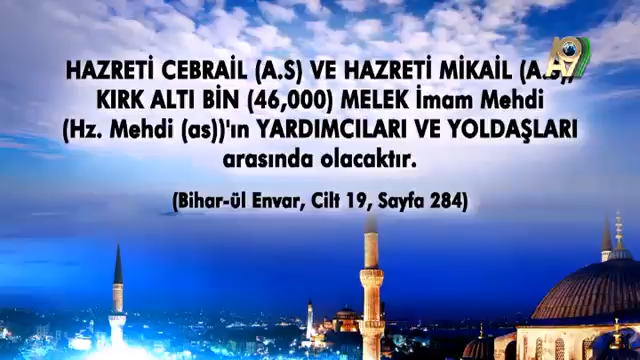 HAZRETİ CEBRAİL (A.S) VE HAZRETİ MİKAİL
KIRK ALTI BİN (46,000) MELEK İmam Mehdi
(Hz. Mehdi (as))'ın YARDIMCILARI VE YOLDAŞLARI
arasında olacaktır.
(Bihar-ül Envar, Cilt 19, Sayfa 284)
A9